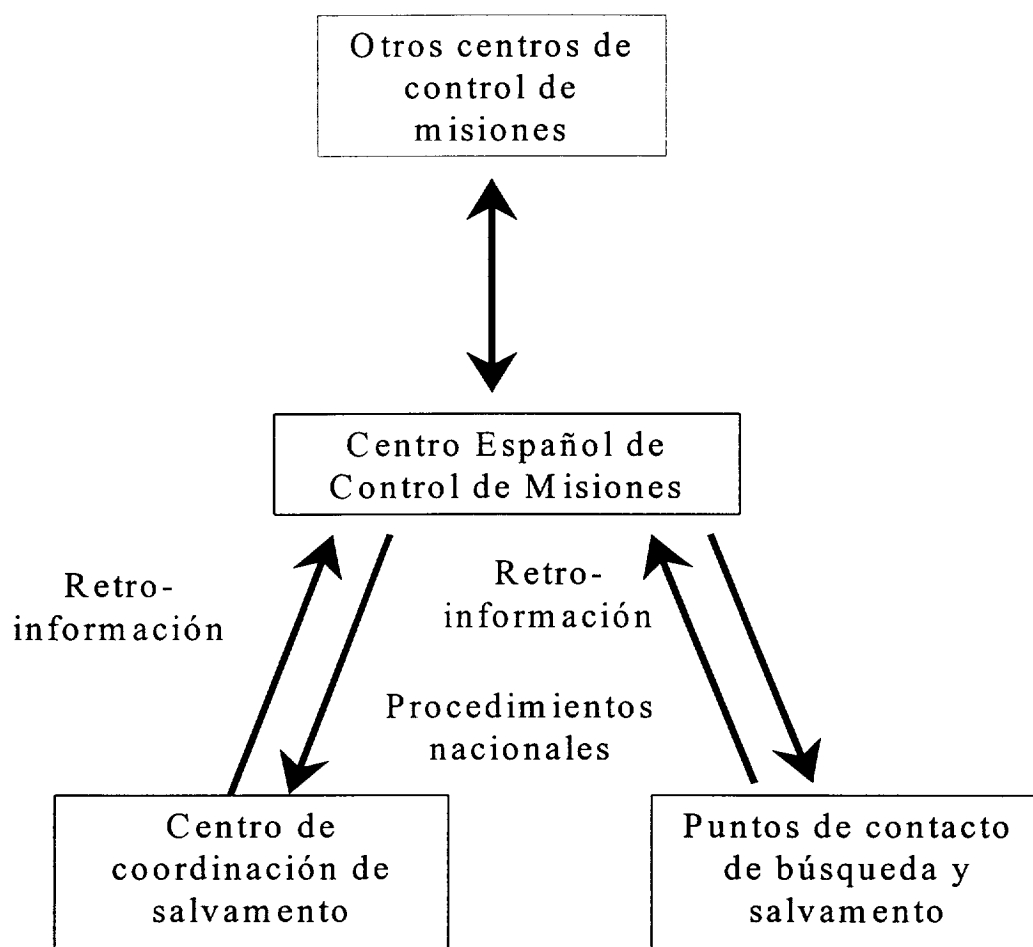 Otros centros de
control de
misiones
Centro Español de
Control de Misiones
Retro-
información
Retro-
información
Procedimientos
nacionales
Centro de
coordinación de
salvamento
Puntos de contacto
de búsqueda y
salvamento